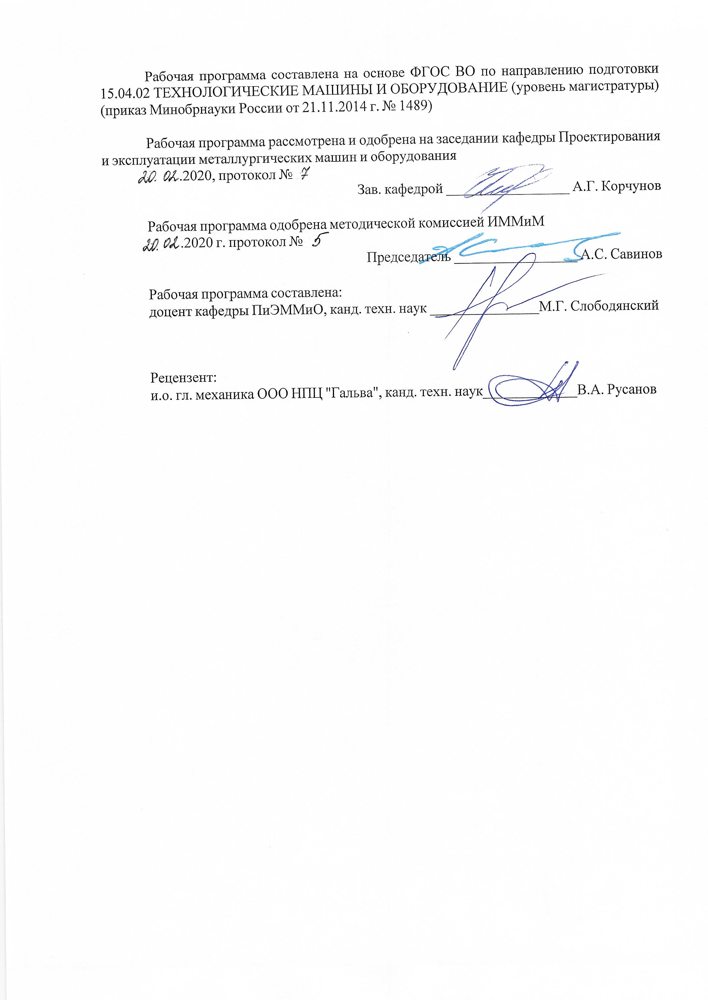 Рабочая программа составлена на основе ФГОС ВО по направлению подготовки
15.04.02 ТЕХНОЛОГИЧЕСКИЕ МАШИНЫ И ОБОРУДОВАНИЕ (уровень магистратуры)
(приказ Минобрнауки России от 21.11.2014 г. № 1489)
Рабочая программа рассмотрена и одобрена на заседании кафедры Проектирования
и эксплуатации металлургических машин и оборудования
20.02.2020, протокол № 7
Зав. кафедрой А.Г. Корчунов
Рабочая программа одобрена методической комиссией ИММиМ
20.02.2020 г. протокол № 5
Председатель А.С. Савинов
Рабочая программа составлена:
доцент кафедры ПиЭММиО, канд. техн. наук М.Г. Слободянский
Рецензент:
и.о. гл. механика ООО НПЦ "Гальва", канд. техн. наук В.А. Русанов